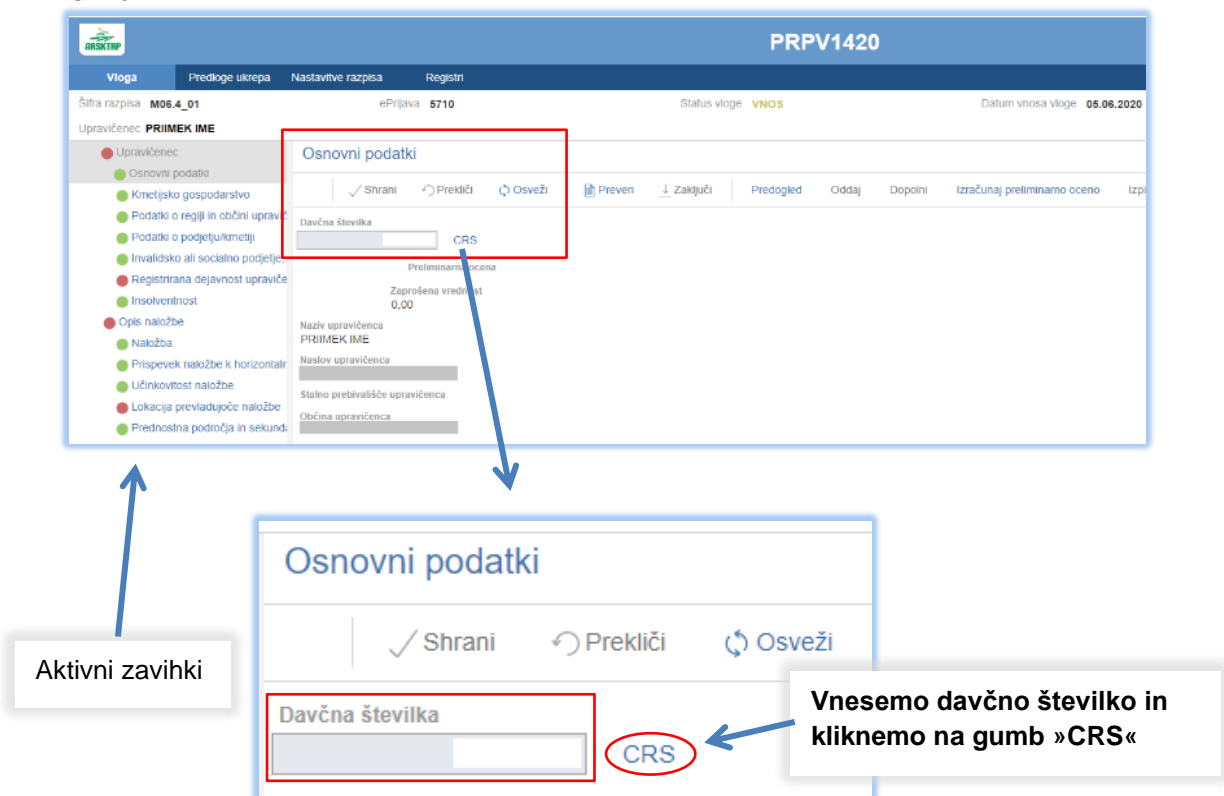 ARSKTRP
PRPV1420
Vloga Predloge ukrepa Nastavitve razpisa Registri
Šifra razpisa M06.4_01 ePrijava 5710 Status vloge VNOS Datum vnosa vloge 05.06.2020
Upravičenec PRIIMEK IME
Upravičenec
Osnovni podatki
Kmetijsko gospodarstvo
Podatki o regiji in občini upravič
Podatki o podjetju/kmetiji
Invalidsko ali socialno podjetje,
Registrirana dejavnost upraviče
Insolventnost
Opis naložbe
Naložba
Prispevek naložbe k horizontaln
Učinkovitost naložbe
Lokacija prevladujoče naložbe
Prednostna področja in sekunda
Osnovni podatki
Shrani Prekliči Osveži Preveri Zaključi Predogled Oddaj Dopolni Izračunaj preliminarno oceno Izpi
Davčna številka
CRS
Preliminarna ocena
Zaprošena vrednost
0,00
Naziv upravičenca
PRIIMEK IME
Naslov upravičenca
Stalno prebivališče upravičenca
Občina upravičenca
Aktivni zavihki
Osnovni podatki
Shrani Prekliči Osveži
Davčna številka
CRS
Vnesemo davčno številko in
kliknemo na gumb »CRS«